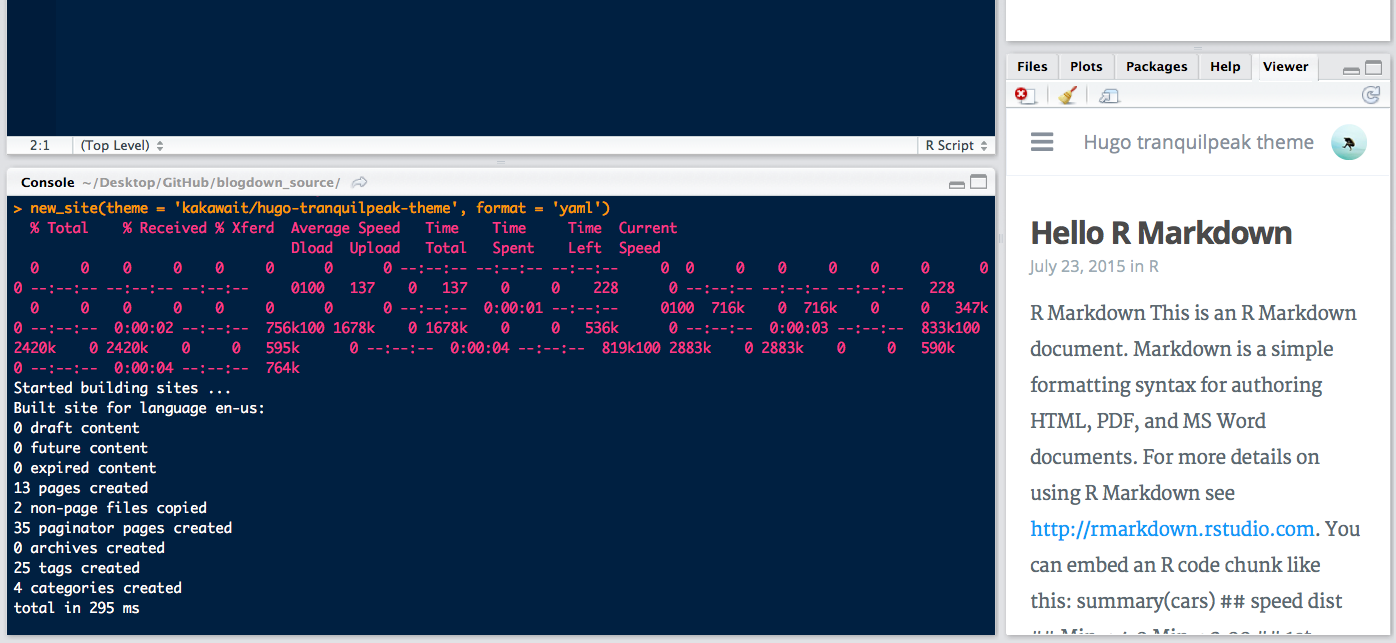 2:1 (Top Level) R Script
Console ~/Desktop/GitHub/blogdown_source/
> new_site(theme = 'kakawait/hugo-tranquilpeak-theme', format = 'yaml')
% Total % Received % Xferd Average Speed Time Time Time Current
Dload Upload Total Spent Left Speed
0 0 0 0 0 0 0 0 --:--:-- --:--:-- --:--:-- 0 0 0 0 0 0 0 0
0 --:--:-- --:--:-- --:--:-- 0100 137 0 137 0 0 228 0 --:--:-- --:--:-- --:--:-- 228
0 0 0 0 0 0 0 0 --:--:-- 0:00:01 --:--:-- 0100 716k 0 716k 0 0 347k
0 --:--:-- 0:00:02 --:--:-- 756k100 1678k 0 1678k 0 0 536k 0 --:--:-- 0:00:03 --:--:-- 833k100
2420k 0 2420k 0 0 595k 0 --:--:-- 0:00:04 --:--:-- 819k100 2883k 0 2883k 0 0 590k
0 --:--:-- 0:00:04 --:--:-- 764k
Started building sites ...
Built site for language en-us:
0 draft content
0 future content
0 expired content
13 pages created
2 non-page files copied
35 paginator pages created
0 archives created
25 tags created
4 categories created
total in 295 ms
Files Plots Packages Help Viewer
Hugo tranquilpeak theme
Hello R Markdown
July 23, 2015 in R
R Markdown This is an R Markdown
document. Markdown is a simple
formatting syntax for authoring
HTML, PDF, and MS Word
documents. For more details on
using R Markdown see
http://rmarkdown.rstudio.com. You
can embed an R code chunk like
this: summary(cars) ## speed dist